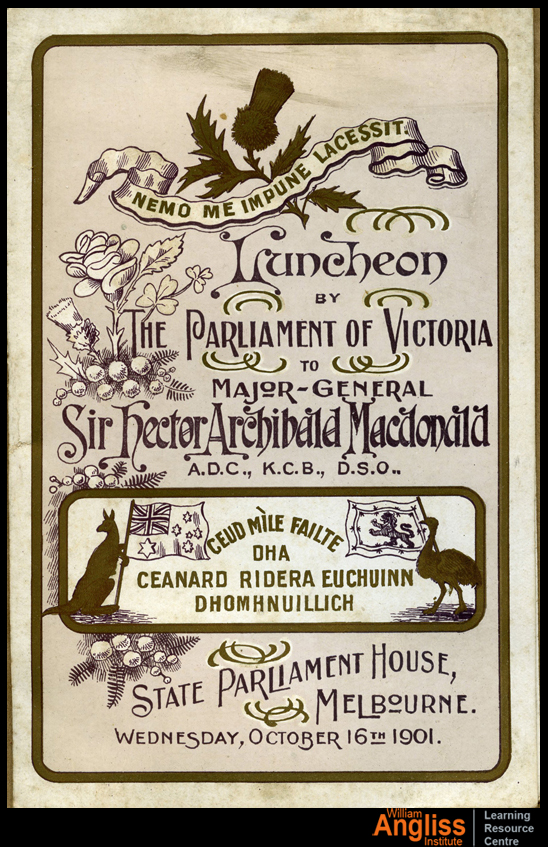 NEMO ME IMPUNE LACESSIT.
Luncheon
BY
THE PARLIAMENT OF VICTORIA
TO
MAJOR-GENERAL
Sir Hector Archibald Macdonald
A.D.C., K.C.B., D.S.O..
CEUD MÌLE FAILTE
DHA
CEANARD RIDERA EUCHUINN
DHOMHNUILLICH
STATE PARLIAMENT HOUSE,
MELBOURNE.
WEDNESDAY, OCTOBER 16TH 1901.
William
Angliss
Institute
Learning
Resource
Centre